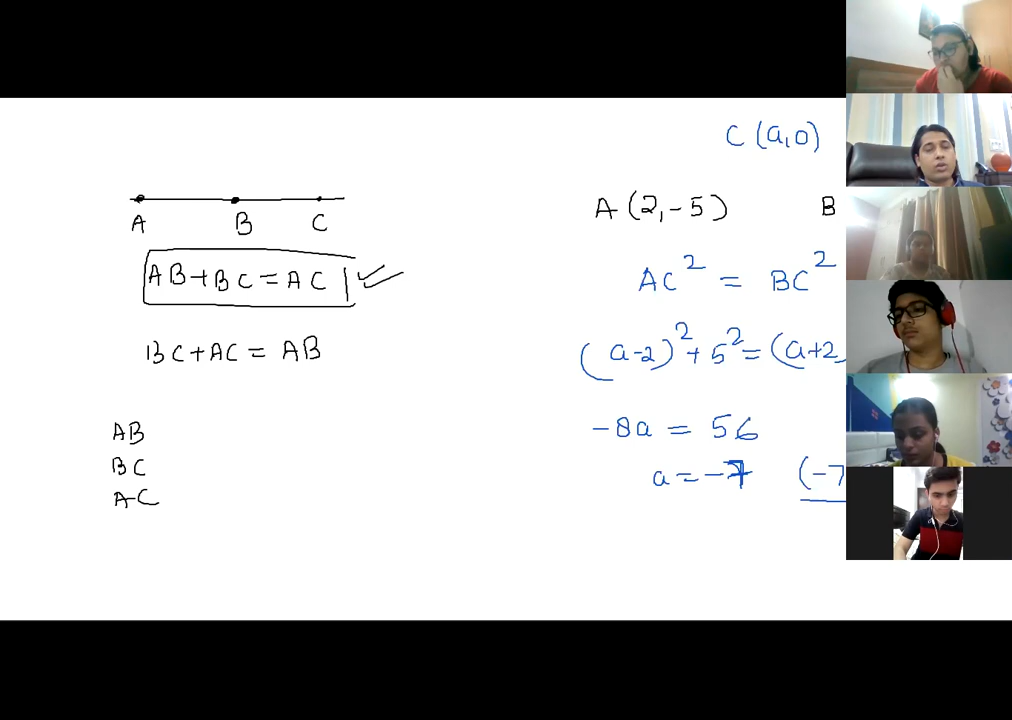 A B C
AB+BC=AC
BC+AC=AB
AB
BC
AC
C(a,0)
A(2,-5) B
AC²=BC²
(a-2)²+5²=(a+2
-8a=56
a=-7 (-7